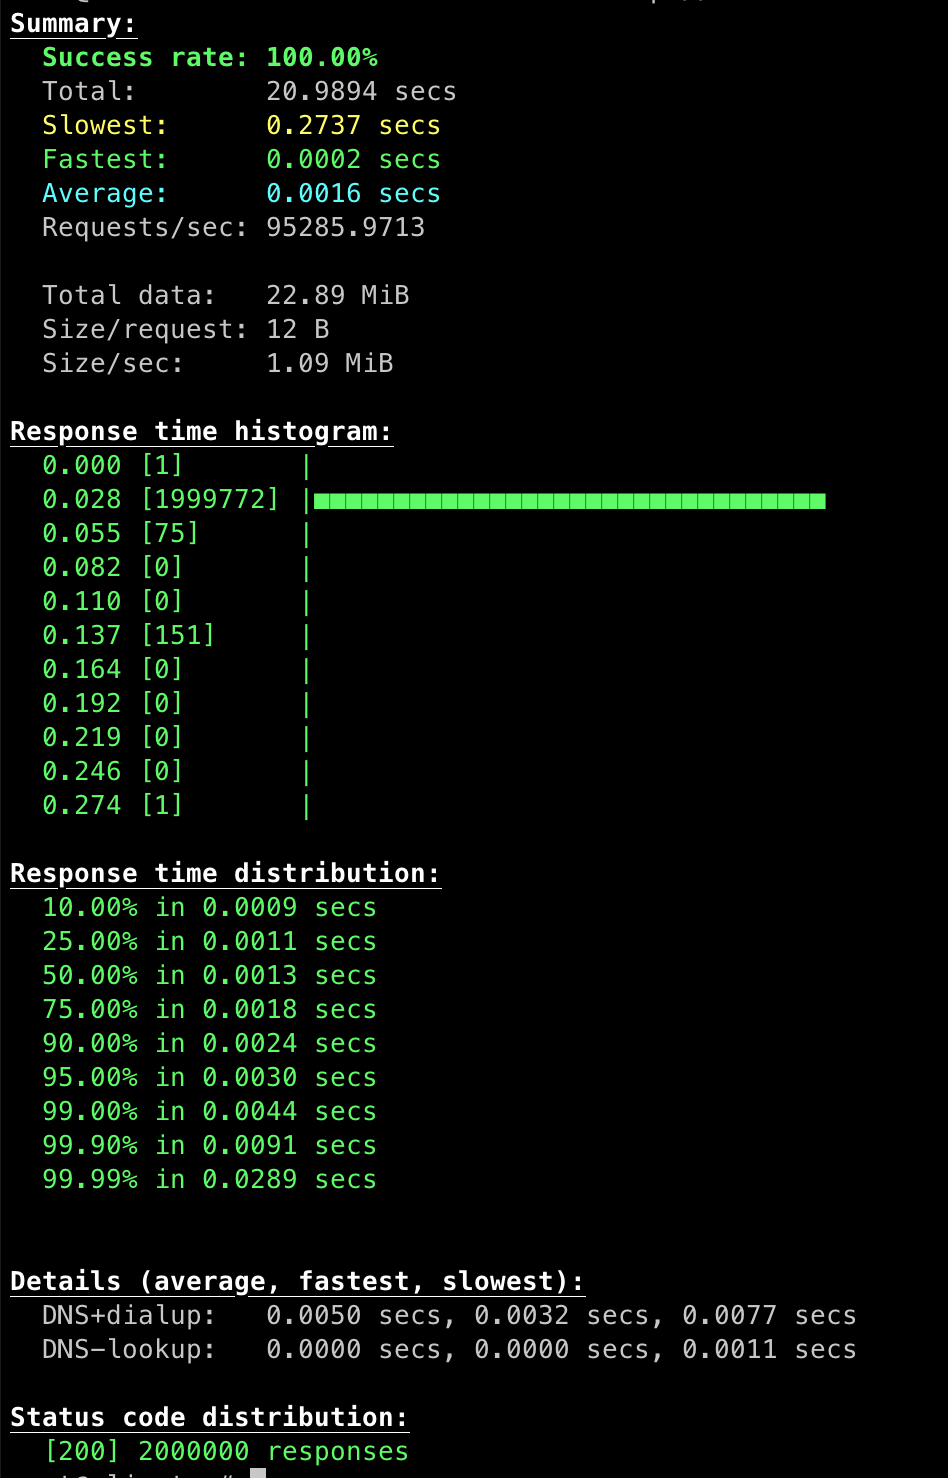 Summary:
Success rate: 100.00%
Total: 20.9894 secs
Slowest: 0.2737 secs
Fastest: 0.0002 secs
Average: 0.0016 secs
Requests/sec: 95285.9713
Total data: 22.89 MiB
Size/request: 12 B
Size/sec: 1.09 MiB
Response time histogram:
0.000 [1] |
0.028 [1999772] |■■■■■■■■■■■■■■■■■■■■■■■■■■■■■■■■
0.055 [75] |
0.082 [0] |
0.110 [0] |
0.137 [151] |
0.164 [0] |
0.192 [0] |
0.219 [0] |
0.246 [0] |
0.274 [1] |
Response time distribution:
10.00% in 0.0009 secs
25.00% in 0.0011 secs
50.00% in 0.0013 secs
75.00% in 0.0018 secs
90.00% in 0.0024 secs
95.00% in 0.0030 secs
99.00% in 0.0044 secs
99.90% in 0.0091 secs
99.99% in 0.0289 secs
Details (average, fastest, slowest):
DNS+dialup: 0.0050 secs, 0.0032 secs, 0.0077 secs
DNS-lookup: 0.0000 secs, 0.0000 secs, 0.0011 secs
Status code distribution:
[200] 2000000 responses